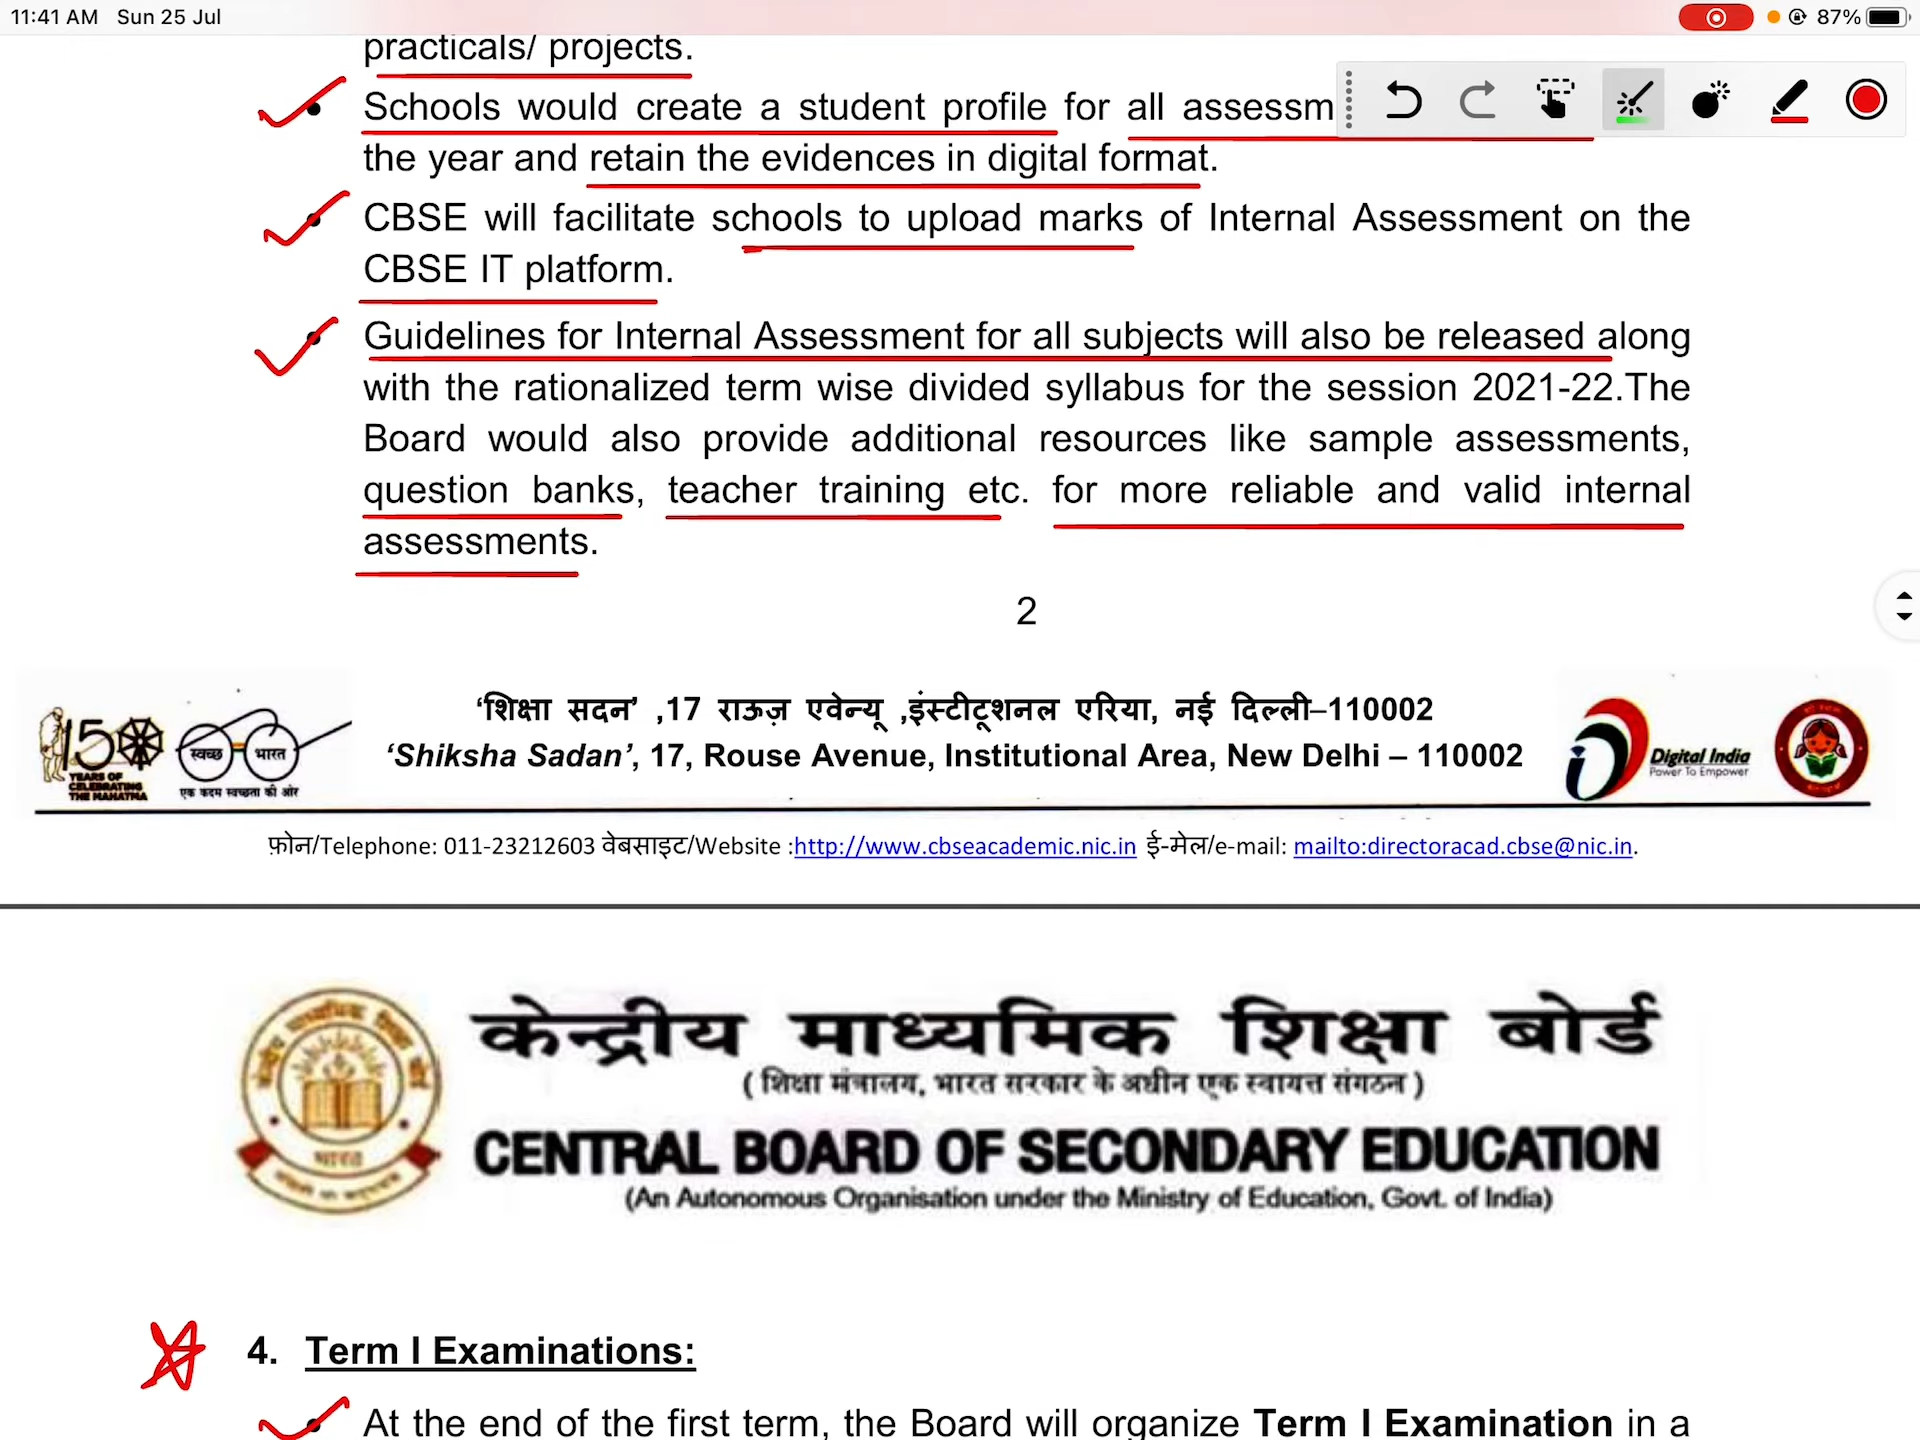 11:41 AM Sun 25 Jul 87%
practicals/ projects.
• Schools would create a student profile for all assessm
the year and retain the evidences in digital format.
• CBSE will facilitate schools to upload marks of Internal Assessment on the
CBSE IT platform.
• Guidelines for Internal Assessment for all subjects will also be released along
with the rationalized term wise divided syllabus for the session 2021-22.The
Board would also provide additional resources like sample assessments,
question banks, teacher training etc. for more reliable and valid internal
assessments.
2
150
YEARS OF
CELEBRATING
THE MAHATMA
स्वच्छ भारत
एक कदम स्वच्छता की ओर
‘शिक्षा सदन’ ,17 राऊज़ एवेन्यू ,इंस्टीटूशनल एरिया, नई दिल्ली–110002
‘Shiksha Sadan’, 17, Rouse Avenue, Institutional Area, New Delhi – 110002
Digital India
Power To Empower
फ़ोन/Telephone: 011-23212603 वेबसाइट/Website :http://www.cbseacademic.nic.in ई-मेल/e-mail: mailto:directoracad.cbse@nic.in.
केन्द्रीय माध्यमिक शिक्षा बोर्ड
( शिक्षा मंत्रालय, भारत सरकार के अधीन एक स्वायत्त संगठन )
CENTRAL BOARD OF SECONDARY EDUCATION
(An Autonomous Organisation under the Ministry of Education, Govt. of India)
भारत
4. Term I Examinations:
• At the end of the first term, the Board will organize Term I Examination in a